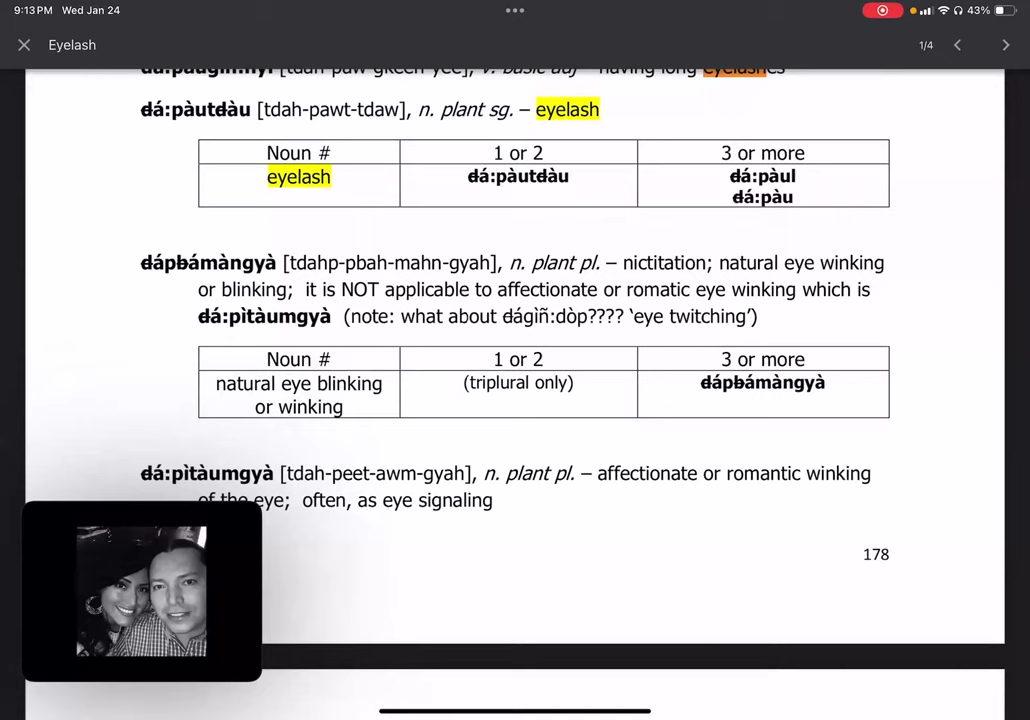 9:13 PM Wed Jan 24
43%
Eyelash
1/4
eyelashes
đá:pàutđàu [tdah-pawt-tdaw], n. plant sg. – eyelash
Noun # 1 or 2 3 or more
eyelash đá:pàutđàu đá:pàul
đá:pàu
đápƀámàngyà [tdahp-pbah-mahn-gyah], n. plant pl. – nictitation; natural eye winking
or blinking; it is NOT applicable to affectionate or romatic eye winking which is
đá:pìtàumgyà (note: what about đágìñ:dòp???? ‘eye twitching’)
Noun # 1 or 2 3 or more
natural eye blinking (triplural only) đápƀámàngyà
or winking
đá:pìtàumgyà [tdah-peet-awm-gyah], n. plant pl. – affectionate or romantic winking
of the eye; often, as eye signaling
178